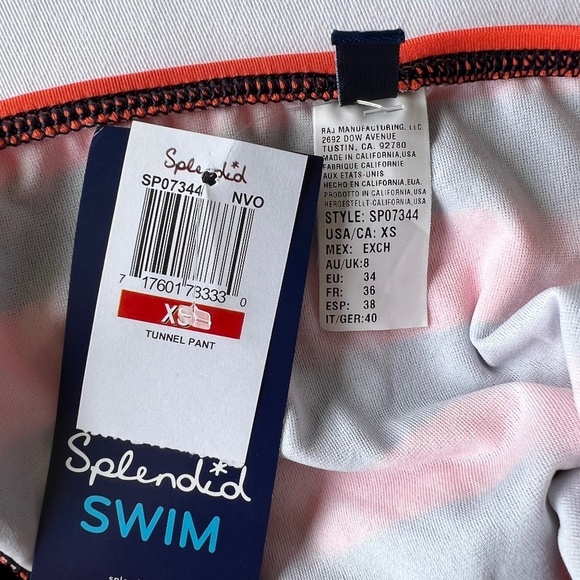 Splendid
SP07344 NVO
7 17601 78333 0
XS
TUNNEL PANT
Splendid
SWIM
RAJ MANUFACTURING, LLC.
2692 DOW AVENUE
TUSTIN, CA. 92780
MADE IN CALIFORNIA,USA
FABRIQUE CALIFORNIE
AUX ETATS-UNIS
HECHO EN CALIFORNIA,EUA.
PRODOTTO IN CALIFORNIA,USA
HERGESTELLT-CALIFORNIA,USA
STYLE: SP07344
USA/CA: XS
MEX: EXCH
AU/UK:8
EU: 34
FR: 36
ESP: 38
IT/GER:40